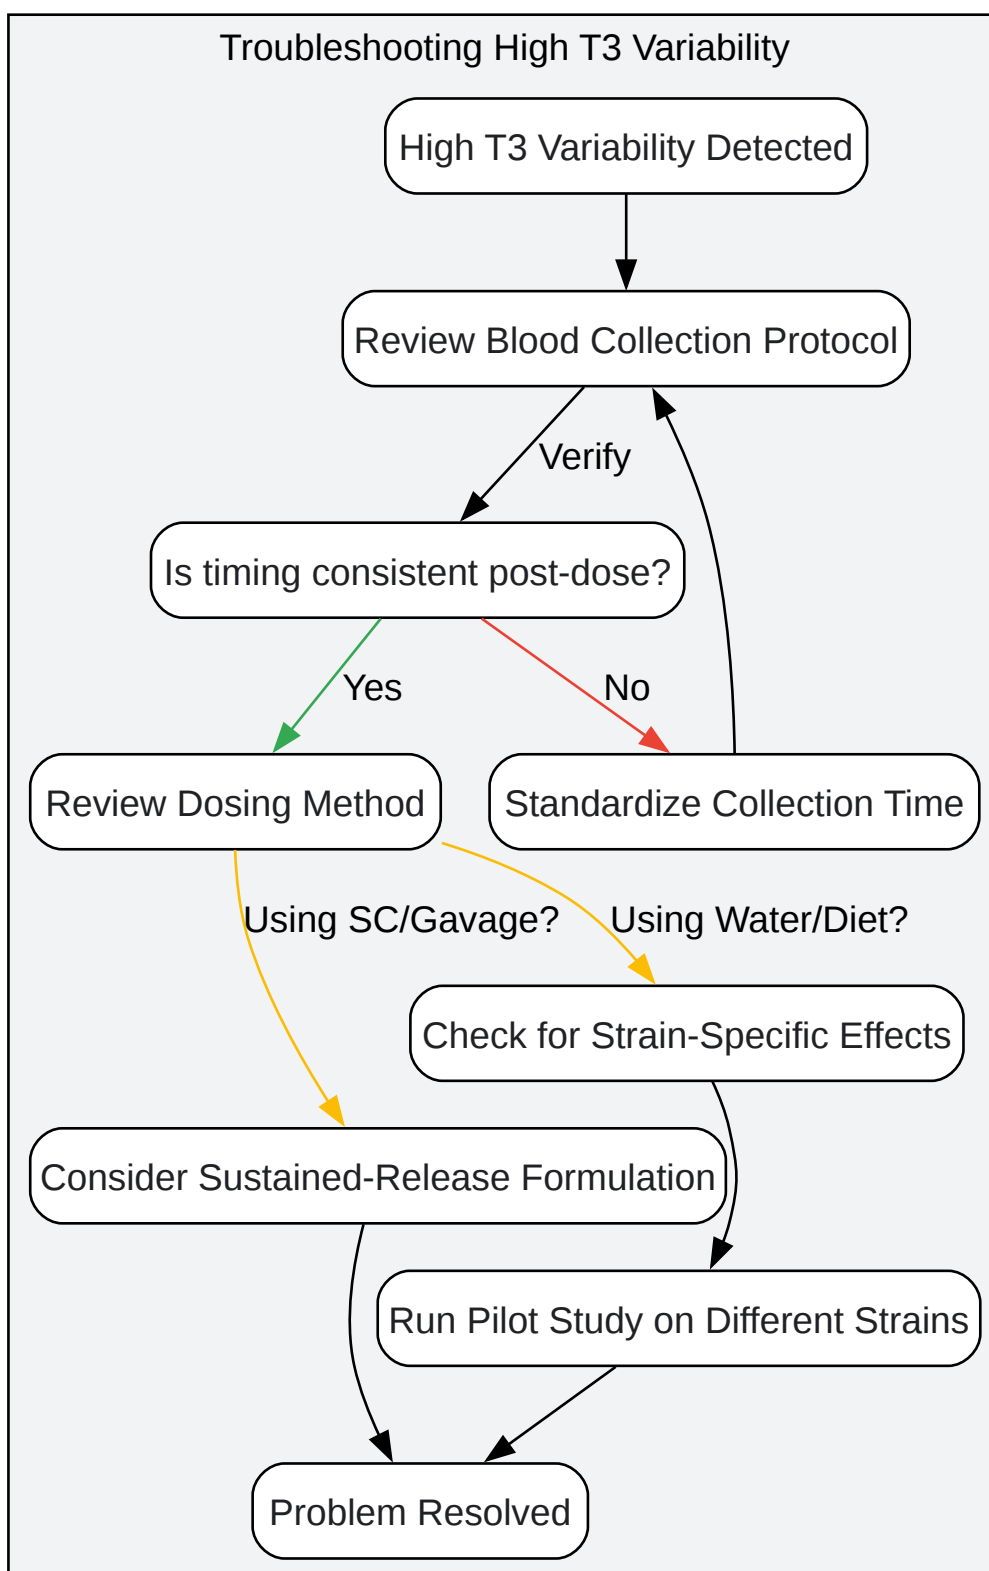 Troubleshooting High T3 Variability
High T3 Variability Detected
Review Blood Collection Protocol
Verify
Is timing consistent post-dose?
Yes
No
Review Dosing Method
Standardize Collection Time
Using SC/Gavage?
Using Water/Diet?
Check for Strain-Specific Effects
Consider Sustained-Release Formulation
Run Pilot Study on Different Strains
Problem Resolved